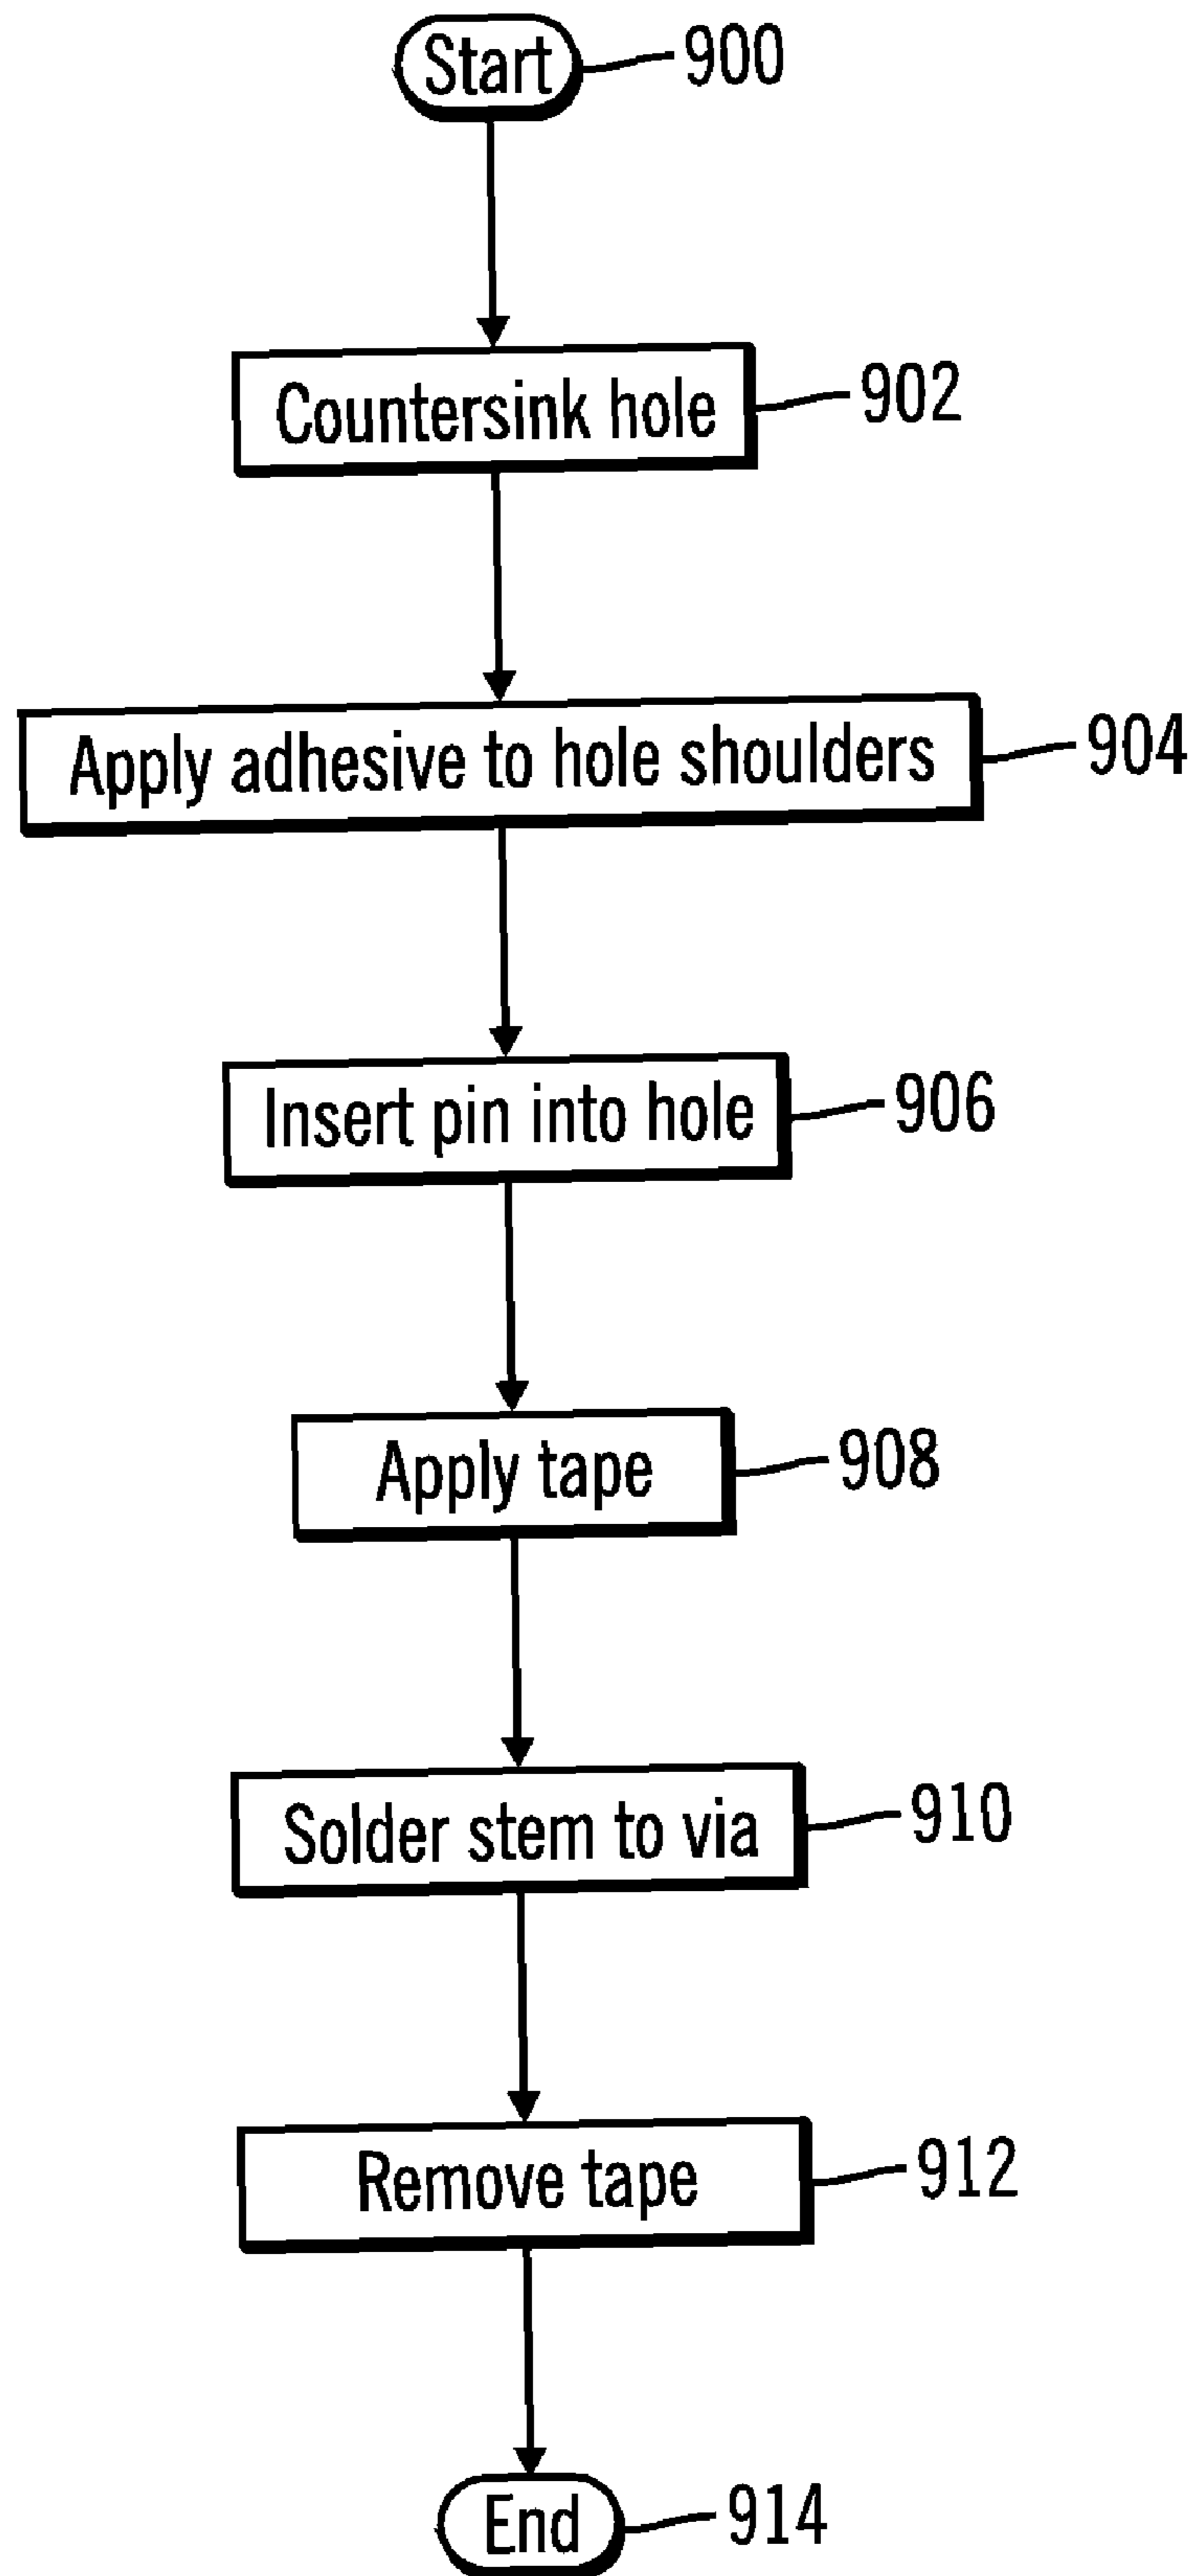 Start 900
Countersink hole 902
Apply adhesive to hole shoulders 904
Insert pin into hole 906
Apply tape 908
Solder stem to via 910
Remove tape 912
End 914